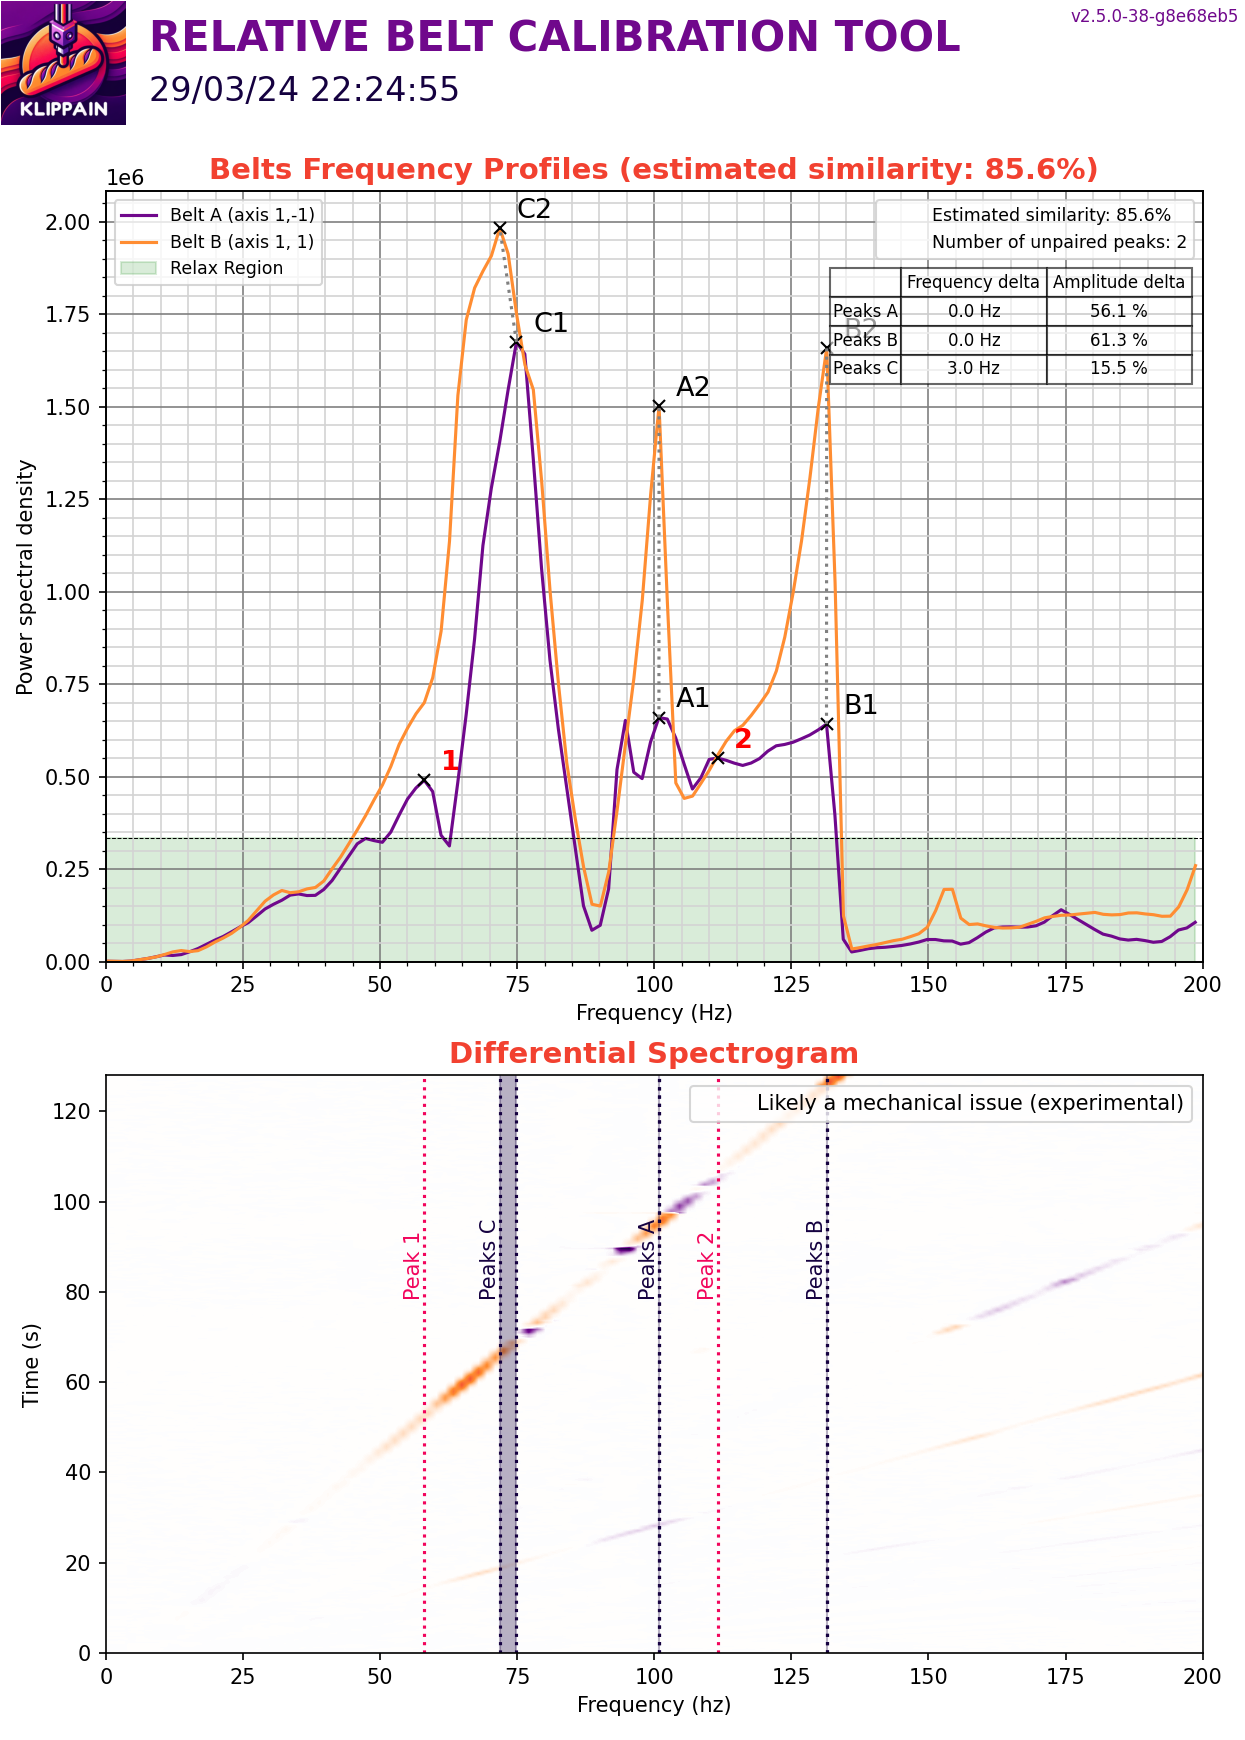 v2.5.0-38-g8e68eb5
RELATIVE BELT CALIBRATION TOOL
29/03/24 22:24:55
KLIPPAIN
Belts Frequency Profiles (estimated similarity: 85.6%)
1e6
Belt A (axis 1,-1)
Belt B (axis 1, 1)
Relax Region
Estimated similarity: 85.6%
Number of unpaired peaks: 2
Frequency delta Amplitude delta
Peaks A 0.0 Hz 56.1 %
Peaks B 0.0 Hz 61.3 %
Peaks C 3.0 Hz 15.5 %
C2
C1
B2
A2
A1
B1
1
2
Power spectral density
2.00
1.75
1.50
1.25
1.00
0.75
0.50
0.25
0.00
0 25 50 75 100 125 150 175 200
Frequency (Hz)
Differential Spectrogram
Likely a mechanical issue (experimental)
Peak 1
Peaks C
Peaks A
Peak 2
Peaks B
Time (s)
120
100
80
60
40
20
0
0 25 50 75 100 125 150 175 200
Frequency (hz)